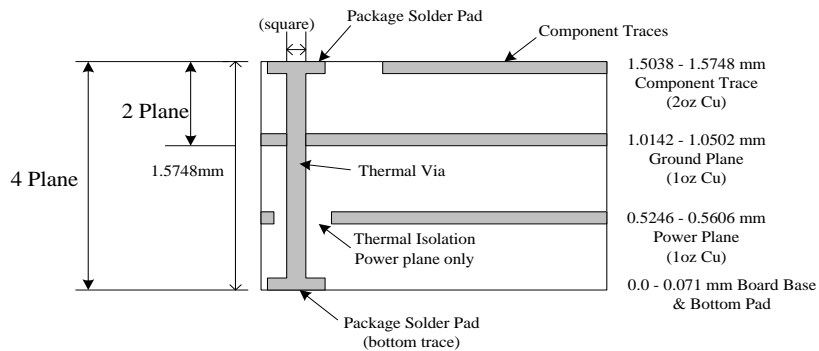 (square)
Package Solder Pad
Component Traces
1.5038 - 1.5748 mm
Component Trace
(2oz Cu)
2 Plane
1.0142 - 1.0502 mm
Ground Plane
(1oz Cu)
4 Plane
1.5748mm
Thermal Via
0.5246 - 0.5606 mm
Power Plane
(1oz Cu)
Thermal Isolation
Power plane only
0.0 - 0.071 mm Board Base
& Bottom Pad
Package Solder Pad
(bottom trace)